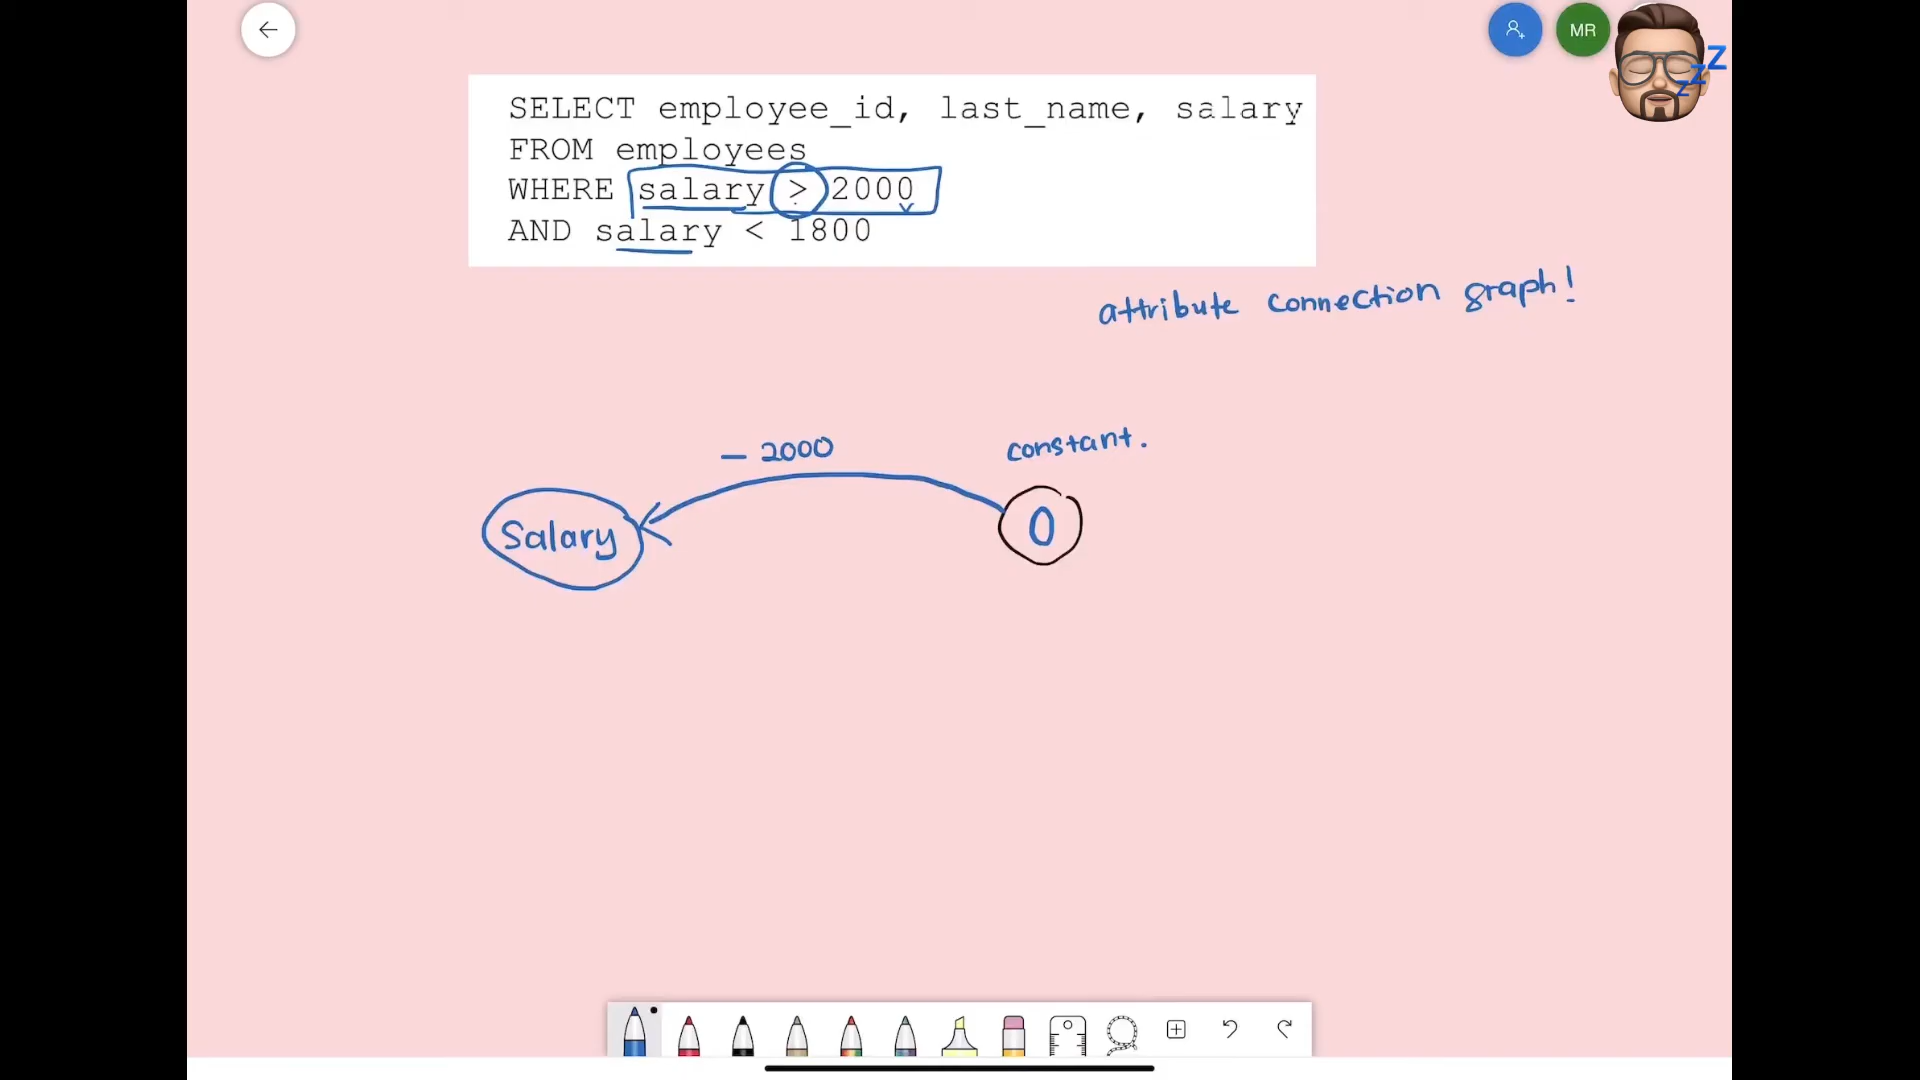 MR
z z Z
SELECT employee_id, last_name, salary
FROM employees
WHERE salary > 2000
AND salary < 1800
attribute connection graph!
- 2000
constant.
Salary
0